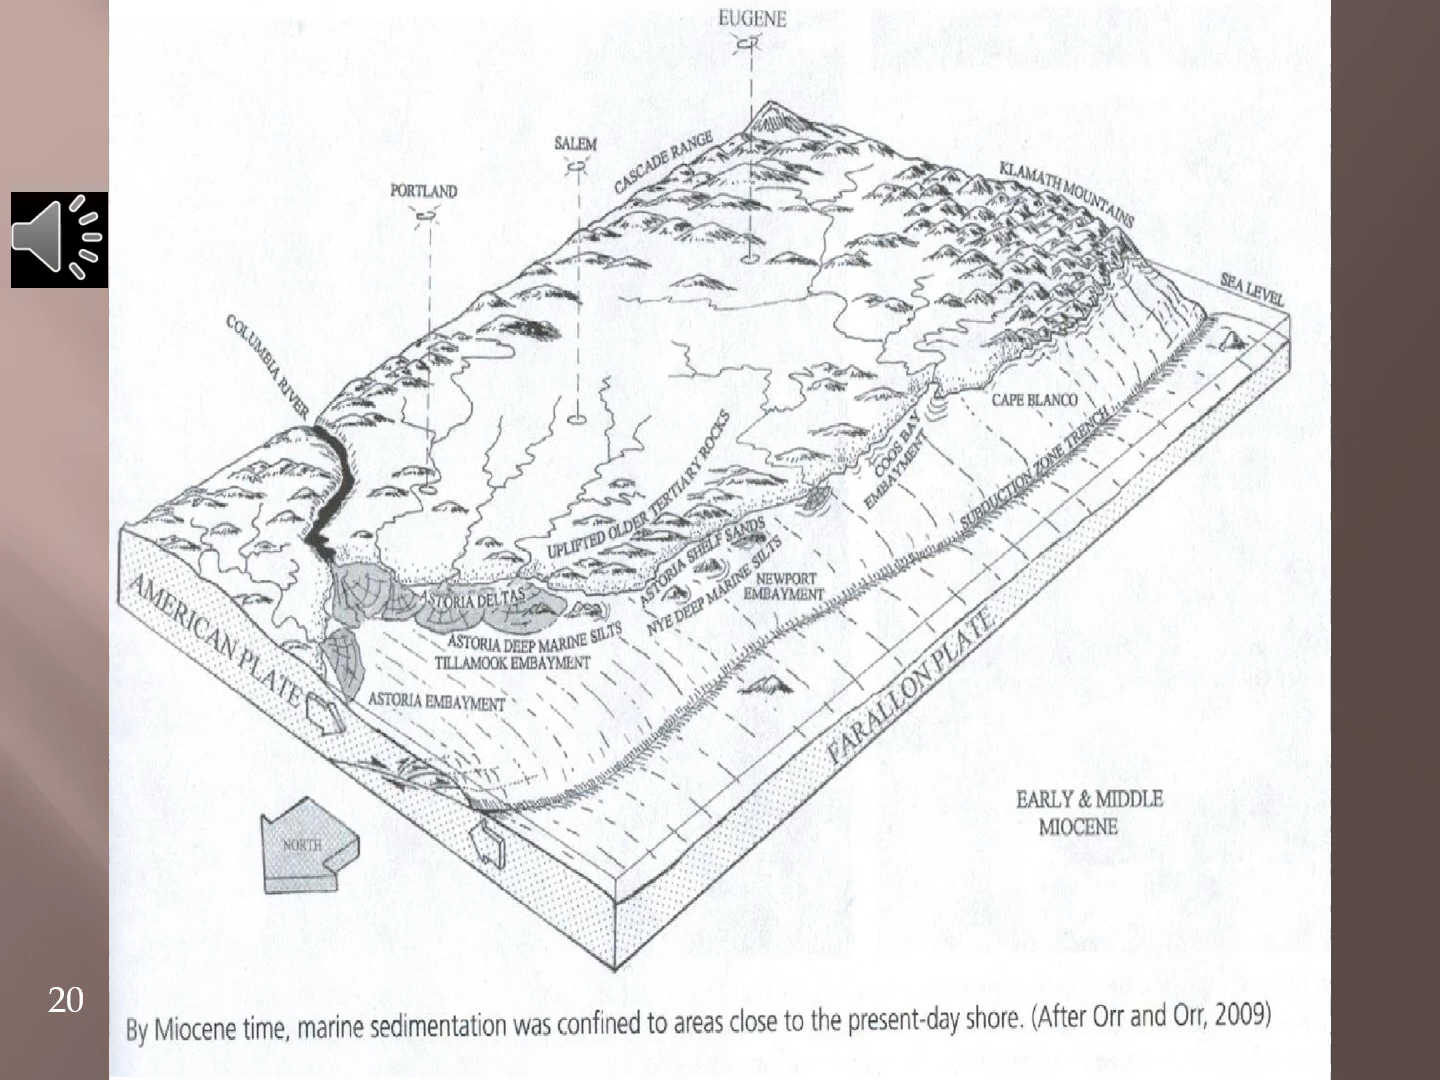 EUGENE
SALEM
CASCADE RANGE
PORTLAND
KLAMATH MOUNTAINS
SEA LEVEL
COLUMBIA RIVER
CAPE BLANCO
COOS BAY
EMBAYMENT
SUBDUCTION ZONE TRENCH
UPLIFTED OLDER TERTIARY ROCKS
ASTORIA SHELF SANDS
NYE DEEP MARINE SILTS
NEWPORT
EMBAYMENT
ASTORIA DELTAS
ASTORIA DEEP MARINE SILTS
TILLAMOOK EMBAYMENT
ASTORIA EMBAYMENT
AMERICAN PLATE
FARALLON PLATE
EARLY & MIDDLE
MIOCENE
NORTH
20
By Miocene time, marine sedimentation was confined to areas close to the present-day shore. (After Orr and Orr, 2009)